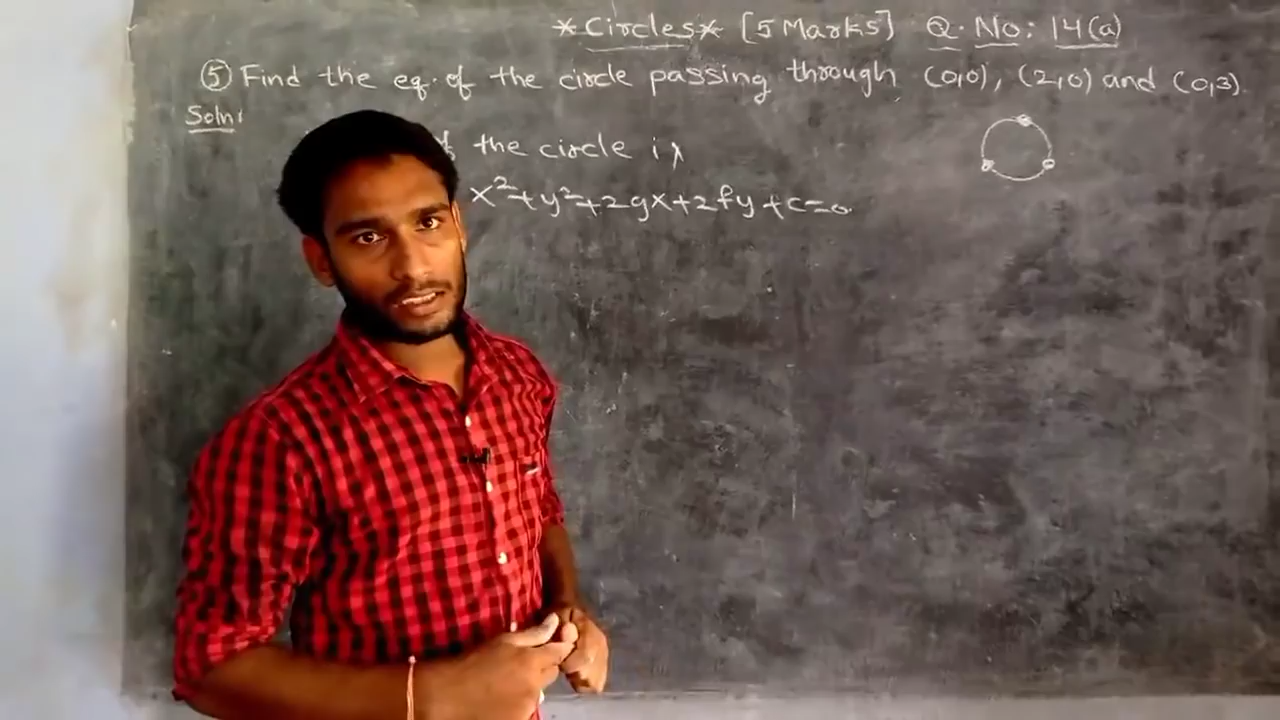 *Circles* [5 Marks] Q. No: 14(a)
⑤ Find the eq. of the circle passing through (0,0), (2,0) and (0,3).
Soln:
the circle is
x²+y²+2gx+2fy+c=0.